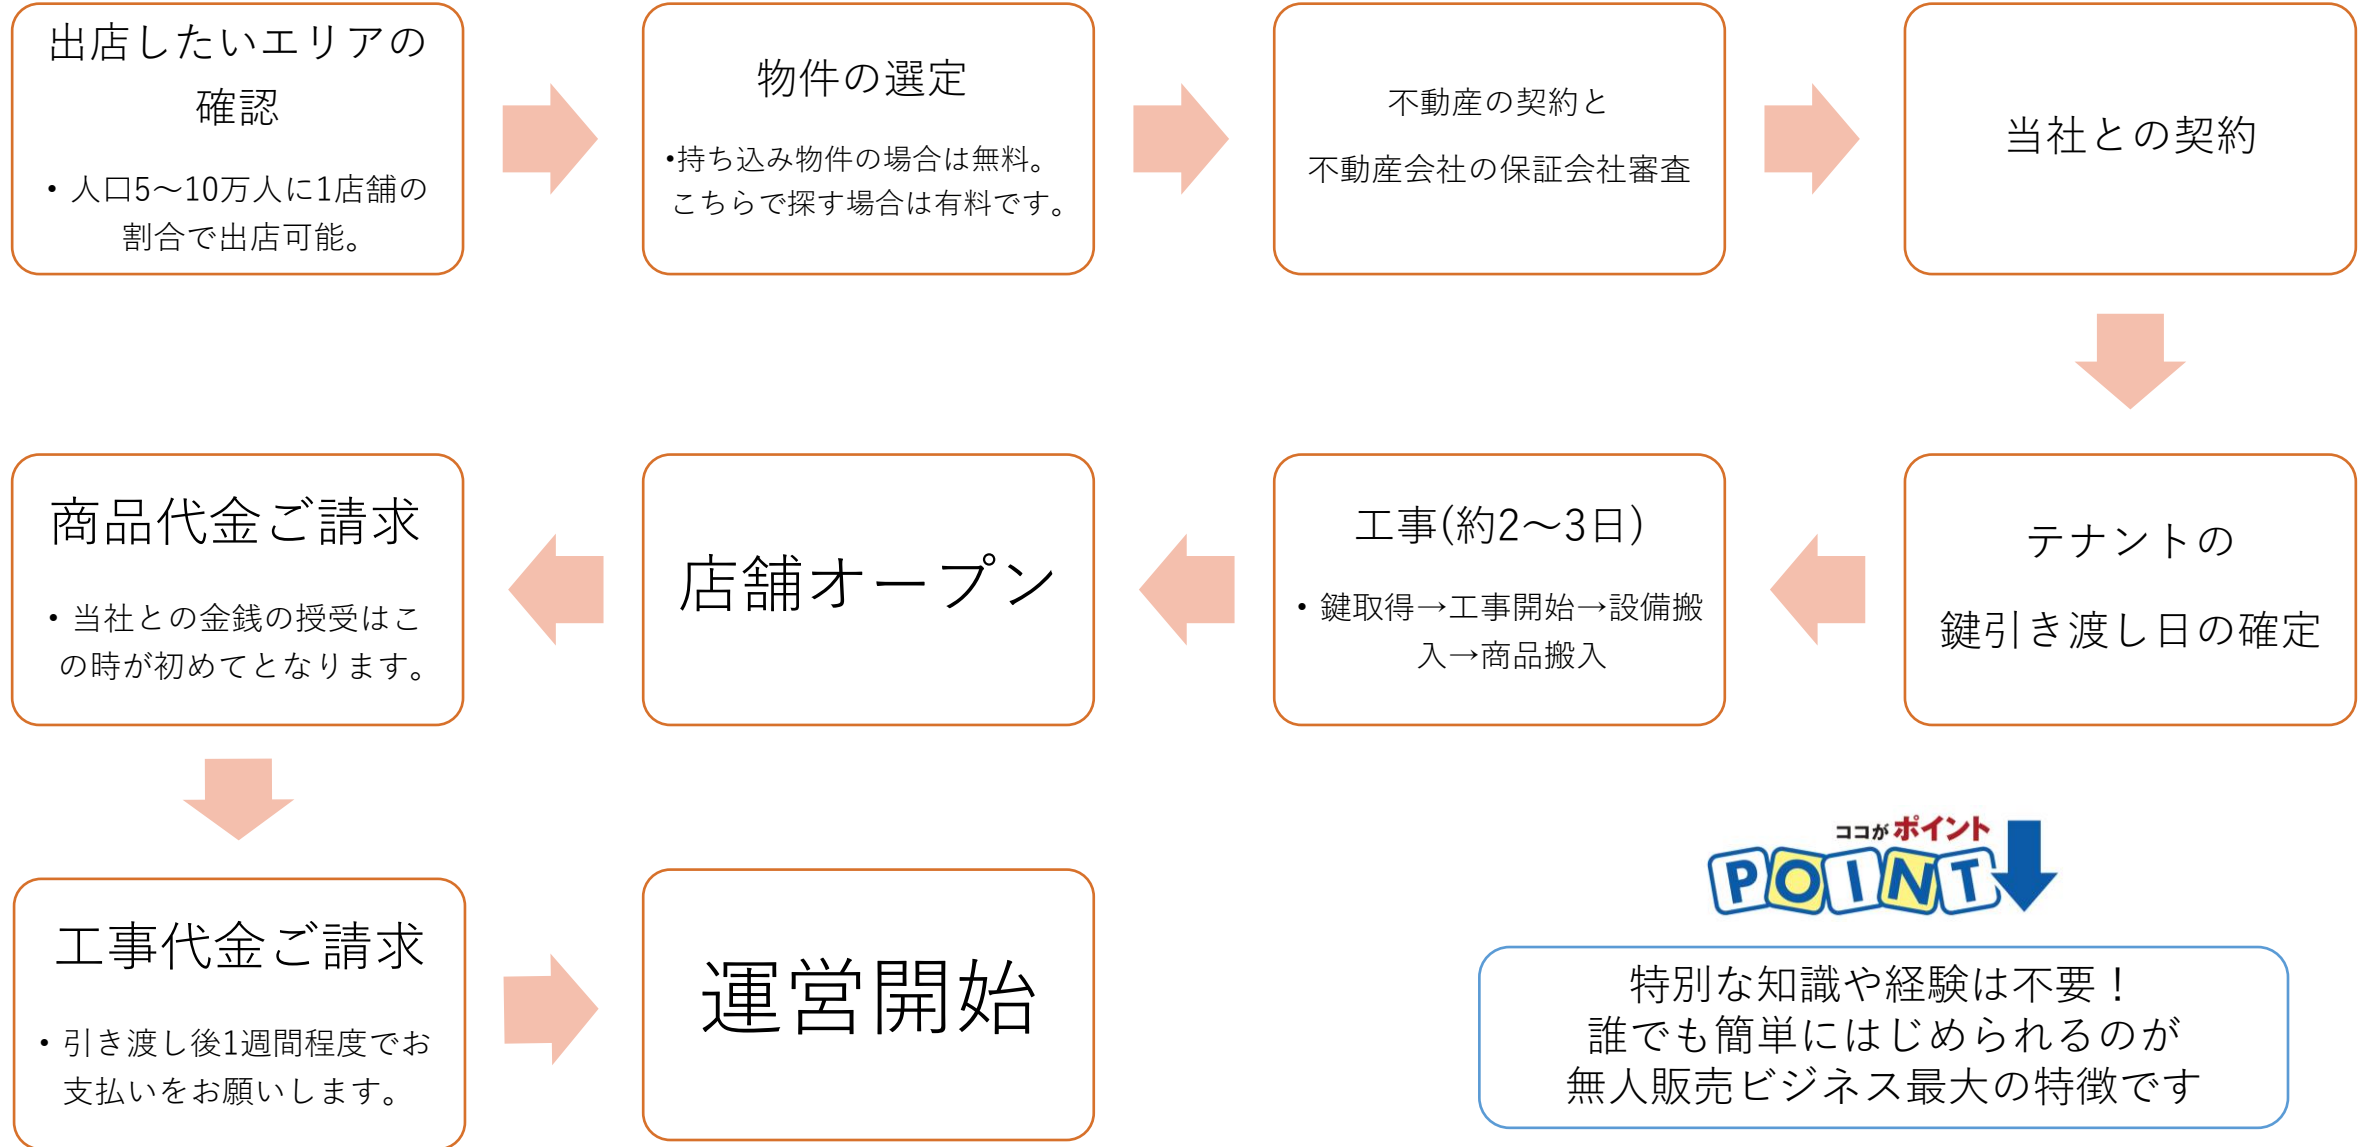 出店したいエリアの
確認
• 人口5～10万人に1店舗の
割合で出店可能。
物件の選定
•持ち込み物件の場合は無料。
こちらで探す場合は有料です。
不動産の契約と
不動産会社の保証会社審査
当社との契約
テナントの
鍵引き渡し日の確定
工事(約2～3日)
• 鍵取得→工事開始→設備搬
入→商品搬入
店舗オープン
商品代金ご請求
• 当社との金銭の授受はこ
の時が初めてとなります。
工事代金ご請求
• 引き渡し後1週間程度でお
支払いをお願いします。
運営開始
ココがポイント
POINT
特別な知識や経験は不要！
誰でも簡単にはじめられるのが
無人販売ビジネス最大の特徴です